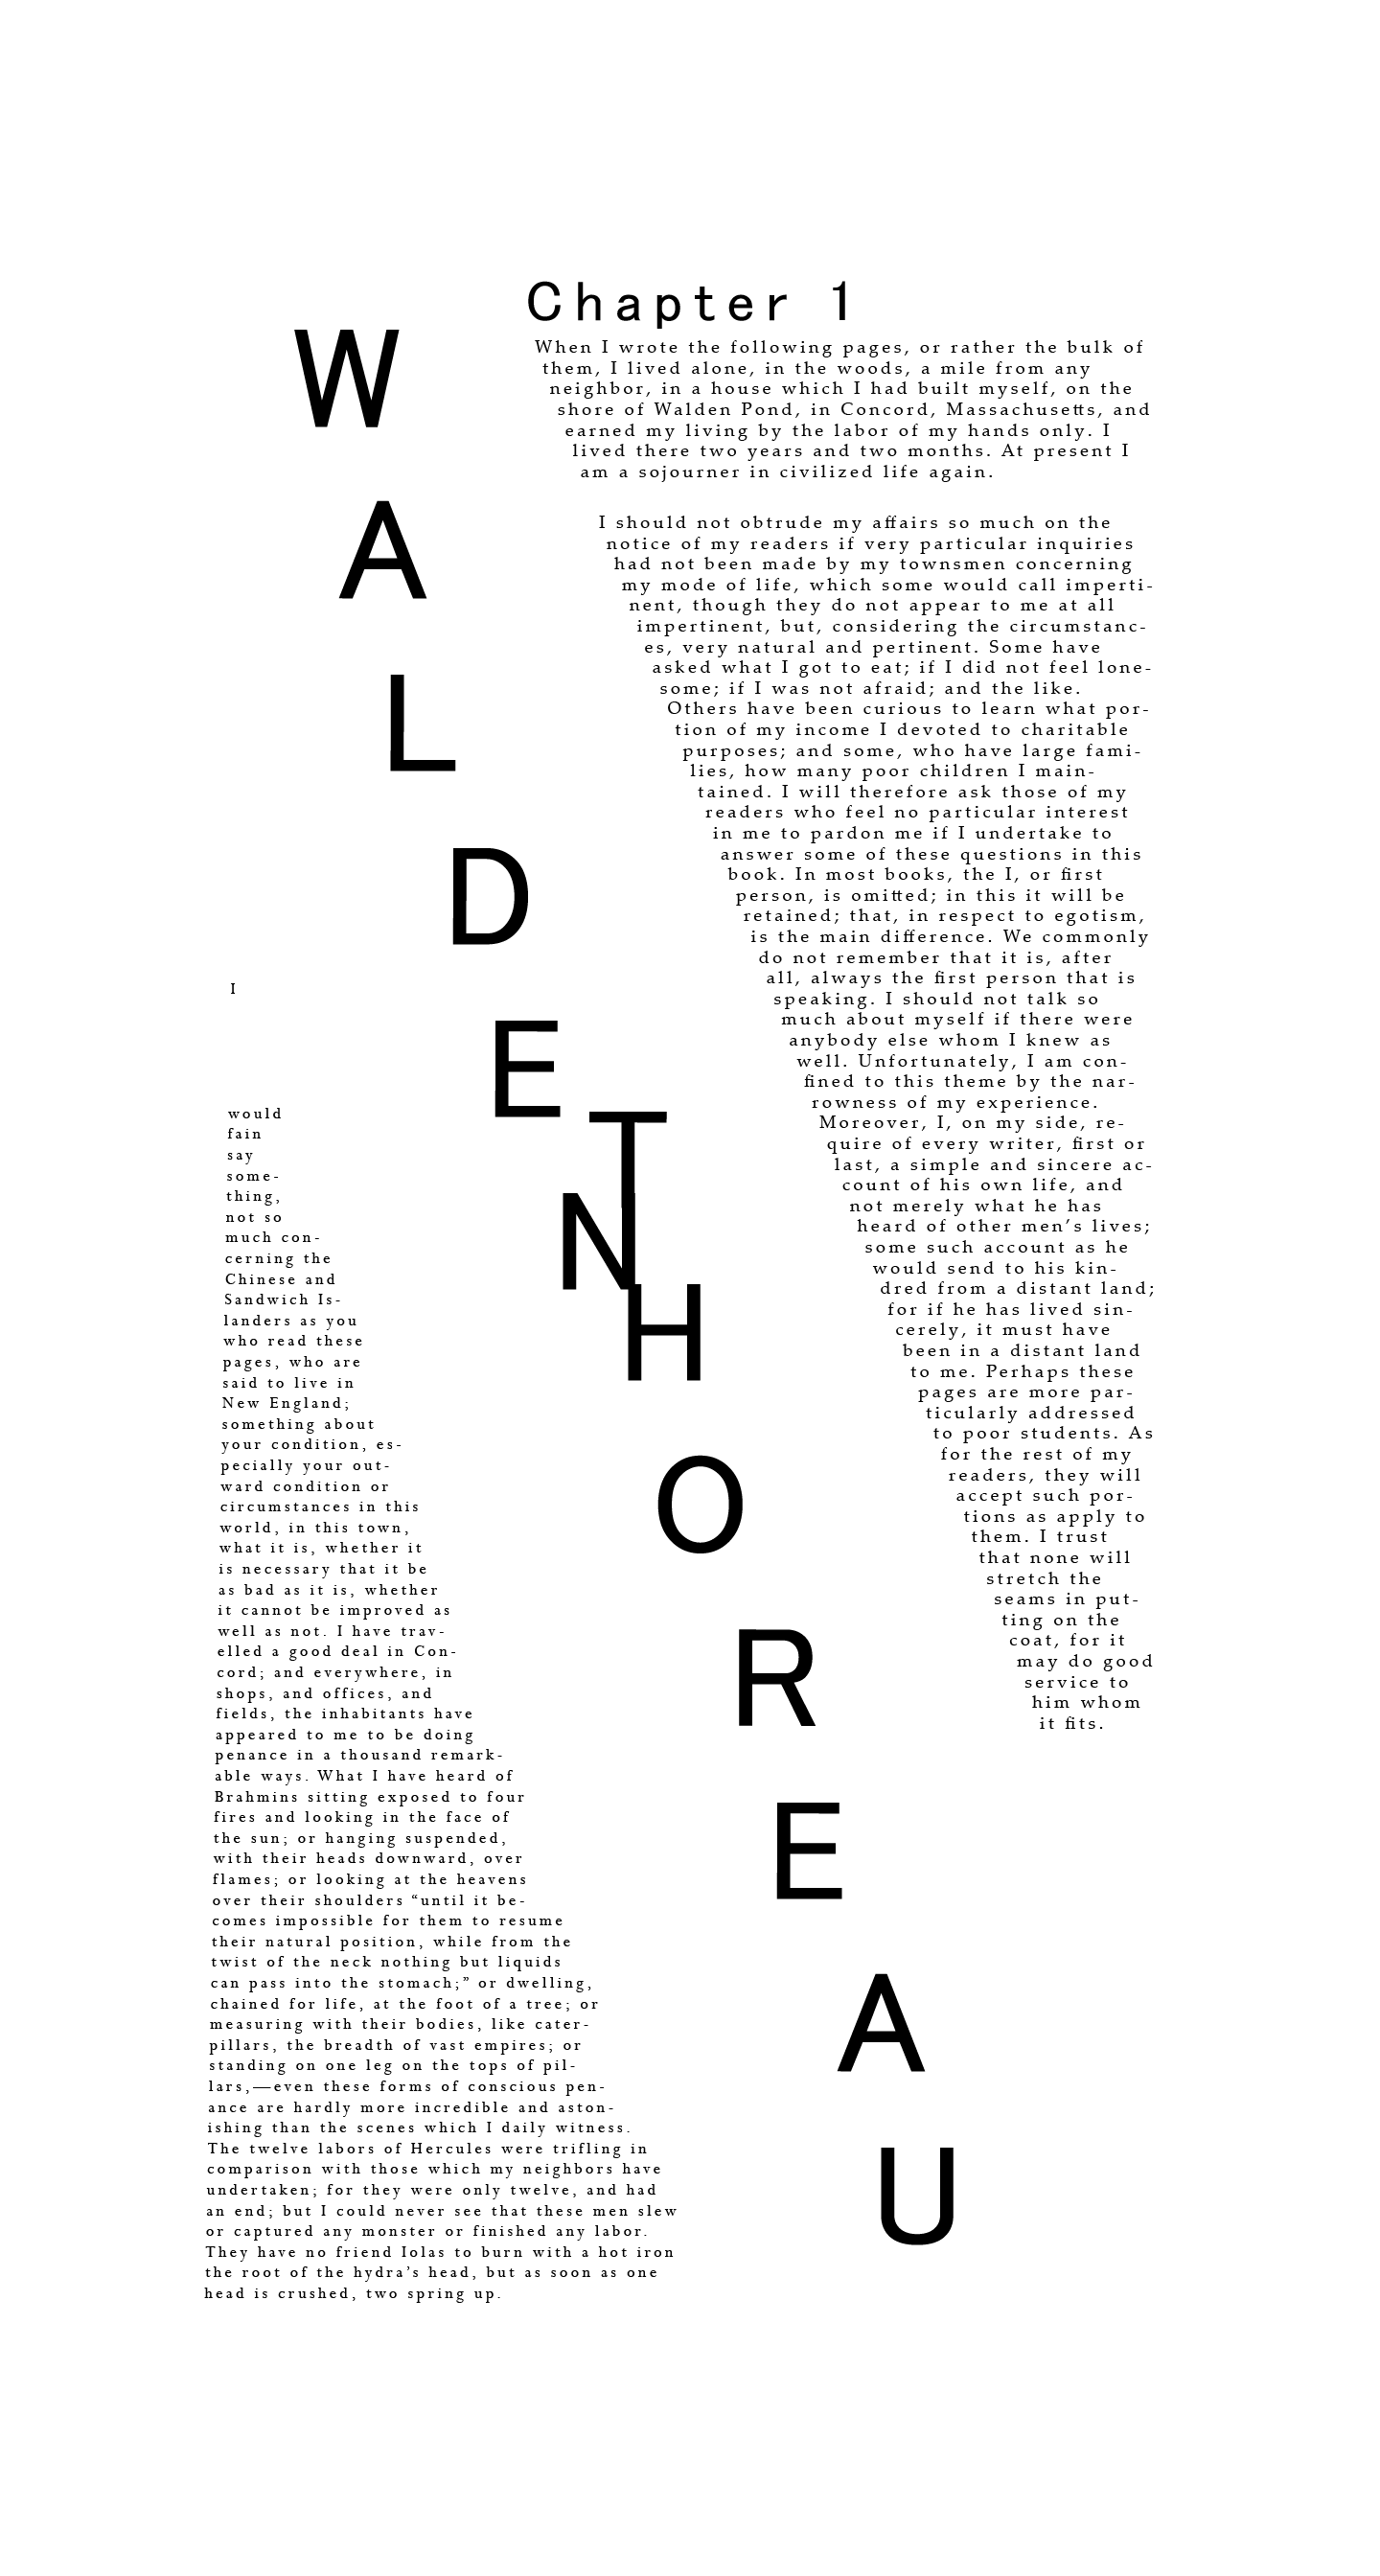 Chapter 1
W
A
L
D
E
N
T
H
O
R
E
A
U
When I wrote the following pages, or rather the bulk of
them, I lived alone, in the woods, a mile from any
neighbor, in a house which I had built myself, on the
shore of Walden Pond, in Concord, Massachusetts, and
earned my living by the labor of my hands only. I
lived there two years and two months. At present I
am a sojourner in civilized life again.
I should not obtrude my affairs so much on the
notice of my readers if very particular inquiries
had not been made by my townsmen concerning
my mode of life, which some would call imperti-
nent, though they do not appear to me at all
impertinent, but, considering the circumstanc-
es, very natural and pertinent. Some have
asked what I got to eat; if I did not feel lone-
some; if I was not afraid; and the like.
Others have been curious to learn what por-
tion of my income I devoted to charitable
purposes; and some, who have large fami-
lies, how many poor children I main-
tained. I will therefore ask those of my
readers who feel no particular interest
in me to pardon me if I undertake to
answer some of these questions in this
book. In most books, the I, or first
person, is omitted; in this it will be
retained; that, in respect to egotism,
is the main difference. We commonly
do not remember that it is, after
all, always the first person that is
speaking. I should not talk so
much about myself if there were
anybody else whom I knew as
well. Unfortunately, I am con-
fined to this theme by the nar-
rowness of my experience.
Moreover, I, on my side, re-
quire of every writer, first or
last, a simple and sincere ac-
count of his own life, and
not merely what he has
heard of other men’s lives;
some such account as he
would send to his kin-
dred from a distant land;
for if he has lived sin-
cerely, it must have
been in a distant land
to me. Perhaps these
pages are more par-
ticularly addressed
to poor students. As
for the rest of my
readers, they will
accept such por-
tions as apply to
them. I trust
that none will
stretch the
seams in put-
ting on the
coat, for it
may do good
service to
him whom
it fits.
I
would
fain
say
some-
thing,
not so
much con-
cerning the
Chinese and
Sandwich Is-
landers as you
who read these
pages, who are
said to live in
New England;
something about
your condition, es-
pecially your out-
ward condition or
circumstances in this
world, in this town,
what it is, whether it
is necessary that it be
as bad as it is, whether
it cannot be improved as
well as not. I have trav-
elled a good deal in Con-
cord; and everywhere, in
shops, and offices, and
fields, the inhabitants have
appeared to me to be doing
penance in a thousand remark-
able ways. What I have heard of
Brahmins sitting exposed to four
fires and looking in the face of
the sun; or hanging suspended,
with their heads downward, over
flames; or looking at the heavens
over their shoulders “until it be-
comes impossible for them to resume
their natural position, while from the
twist of the neck nothing but liquids
can pass into the stomach;” or dwelling,
chained for life, at the foot of a tree; or
measuring with their bodies, like cater-
pillars, the breadth of vast empires; or
standing on one leg on the tops of pil-
lars,—even these forms of conscious pen-
ance are hardly more incredible and aston-
ishing than the scenes which I daily witness.
The twelve labors of Hercules were trifling in
comparison with those which my neighbors have
undertaken; for they were only twelve, and had
an end; but I could never see that these men slew
or captured any monster or finished any labor.
They have no friend Iolas to burn with a hot iron
the root of the hydra’s head, but as soon as one
head is crushed, two spring up.